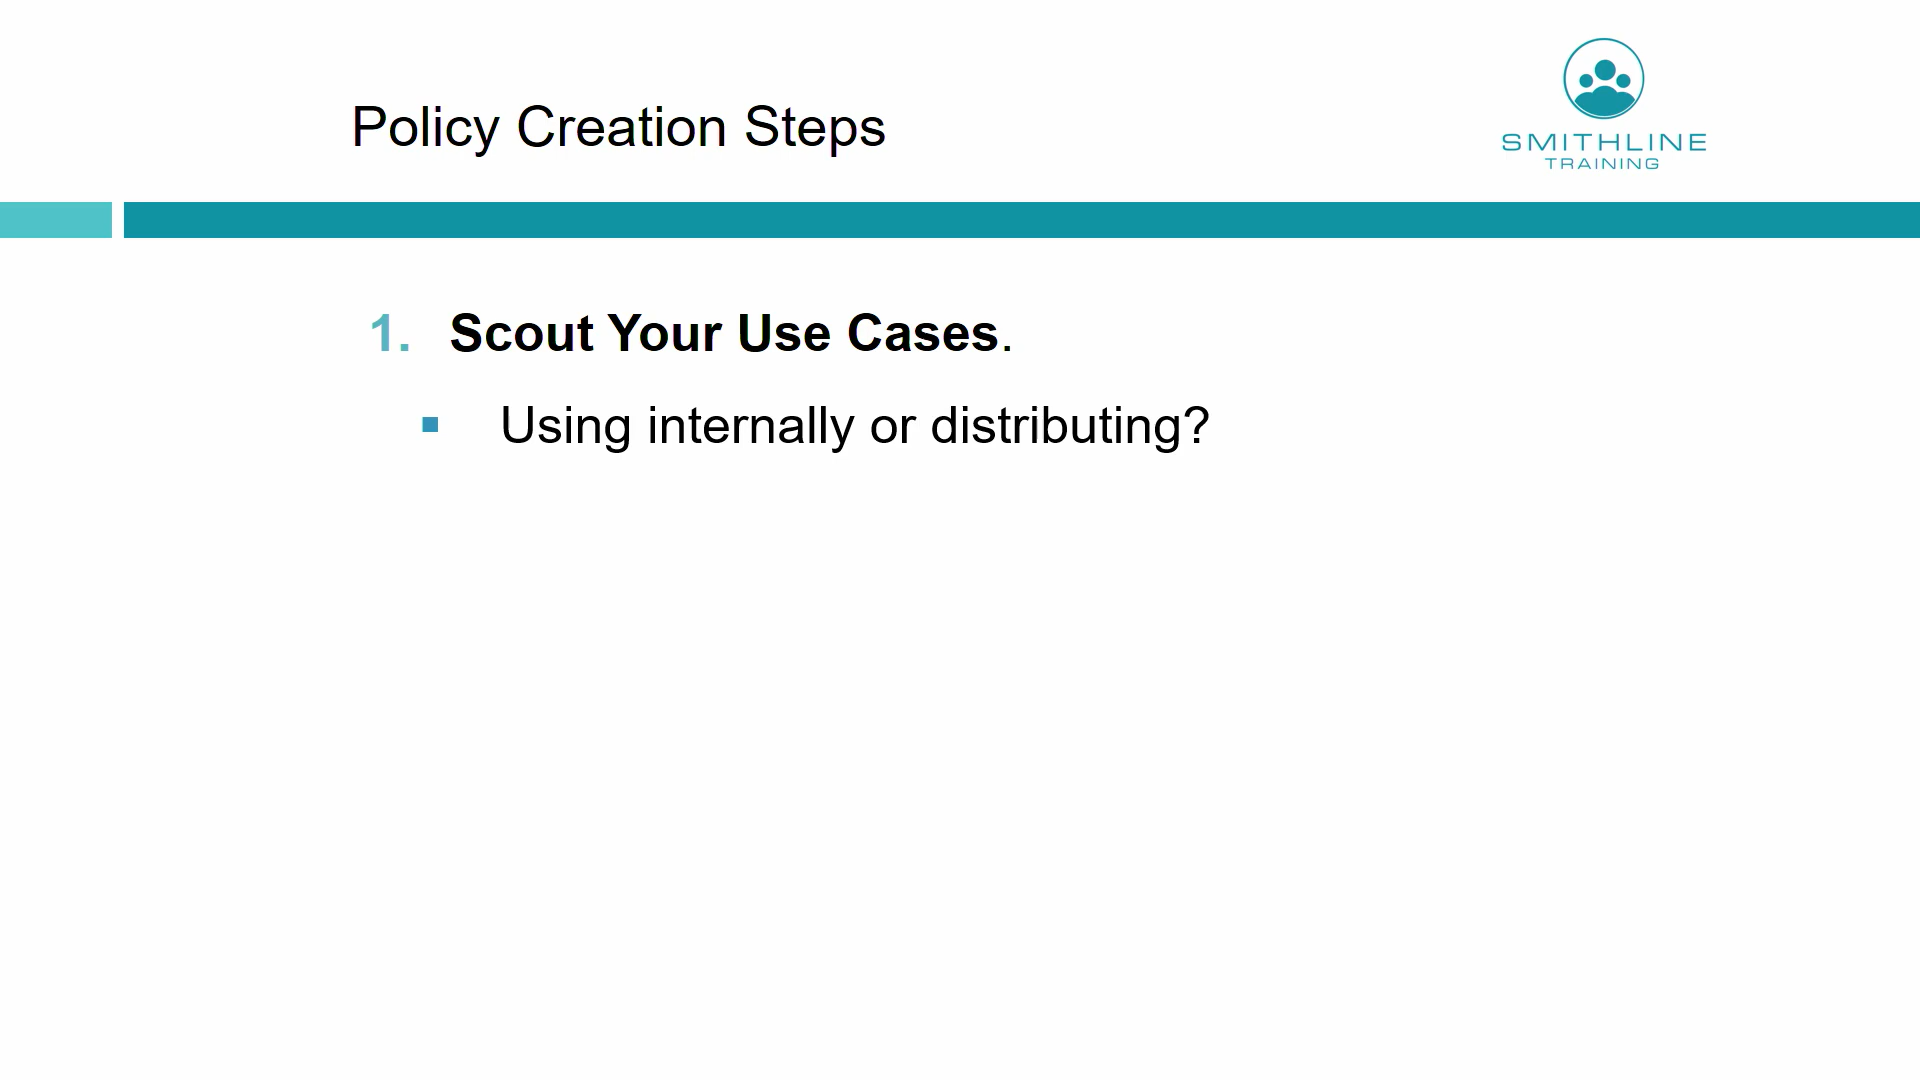 Policy Creation Steps
SMITHLINE
TRAINING
1. Scout Your Use Cases.
▪ Using internally or distributing?